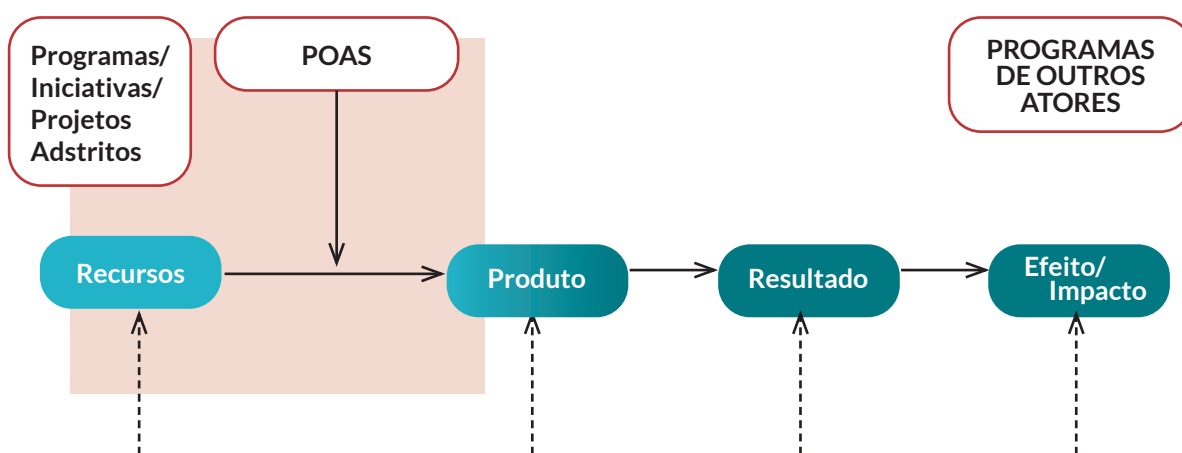 Programas/
Iniciativas/
Projetos
Adstritos
POAS
PROGRAMAS
DE OUTROS
ATORES
Recursos
Produto
Resultado
Efeito/
Impacto